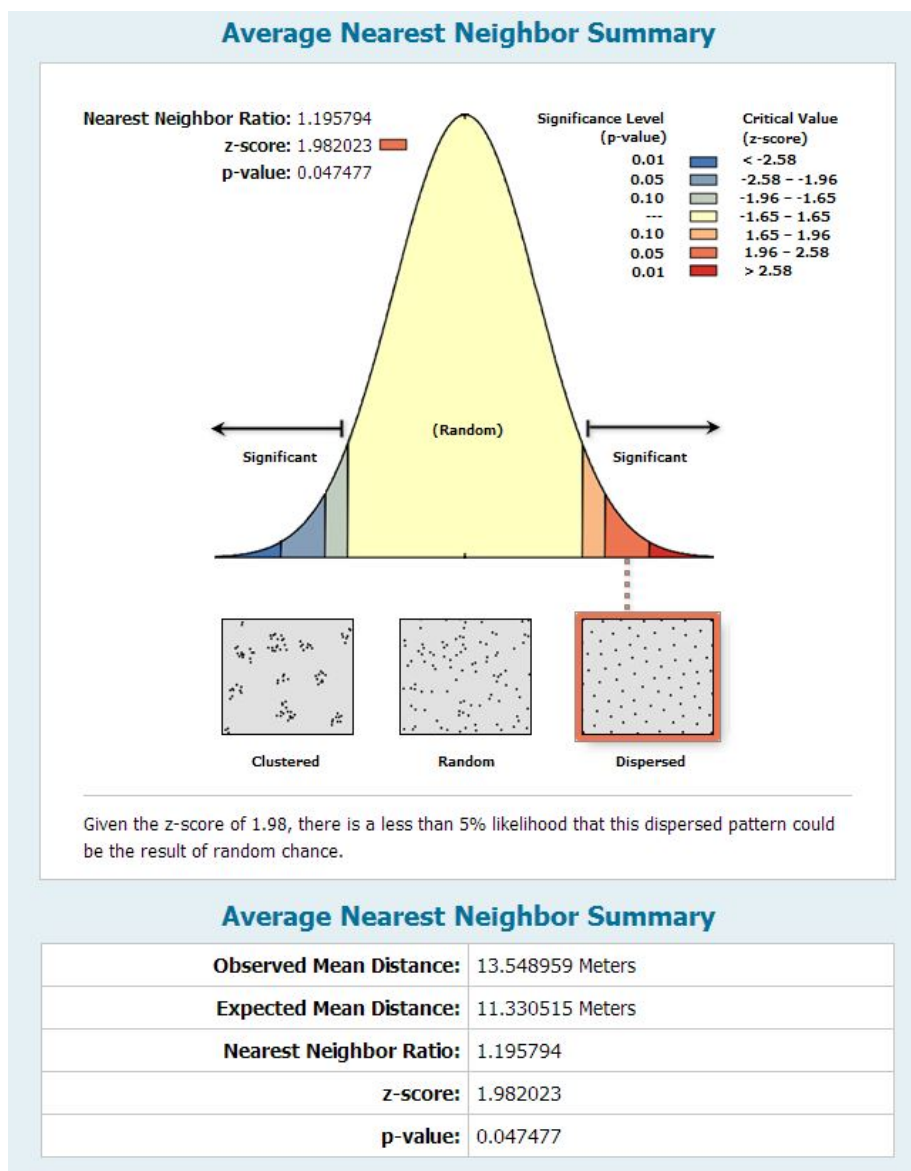 Average Nearest Neighbor Summary
Nearest Neighbor Ratio: 1.195794
z-score: 1.982023
p-value: 0.047477
Significance Level (p-value)
Critical Value (z-score)
0.01 < -2.58
0.05 -2.58 – -1.96
0.10 -1.96 – -1.65
--- -1.65 – 1.65
0.10 1.65 – 1.96
0.05 1.96 – 2.58
0.01 > 2.58
(Random)
Significant
Significant
Clustered
Random
Dispersed
Given the z-score of 1.98, there is a less than 5% likelihood that this dispersed pattern could
be the result of random chance.
Average Nearest Neighbor Summary
Observed Mean Distance: 13.548959 Meters
Expected Mean Distance: 11.330515 Meters
Nearest Neighbor Ratio: 1.195794
z-score: 1.982023
p-value: 0.047477